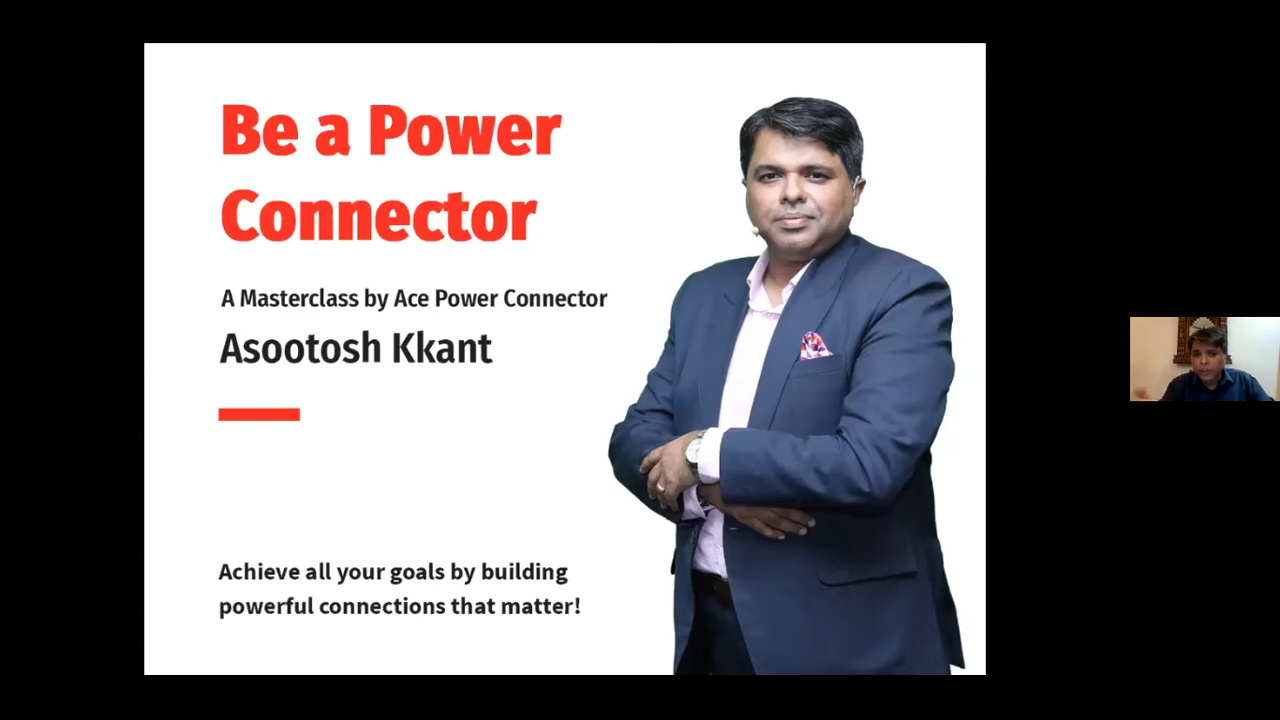 Be a Power
Connector
A Masterclass by Ace Power Connector
Asootosh Kkant
Achieve all your goals by building
powerful connections that matter!